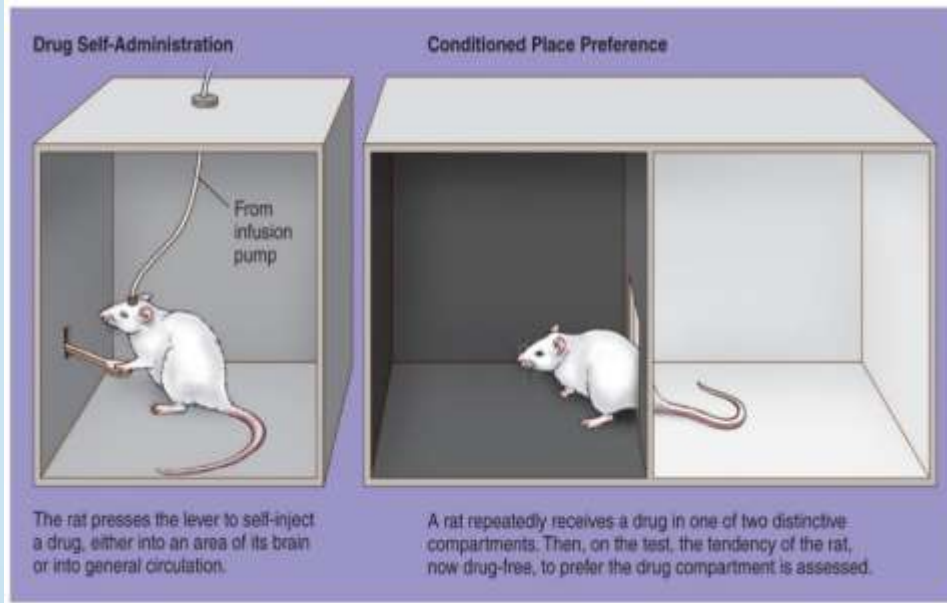 Drug Self-Administration
From
infusion
pump
The rat presses the lever to self-inject
a drug, either into an area of its brain
or into general circulation.
Conditioned Place Preference
A rat repeatedly receives a drug in one of two distinctive
compartments. Then, on the test, the tendency of the rat,
now drug-free, to prefer the drug compartment is assessed.